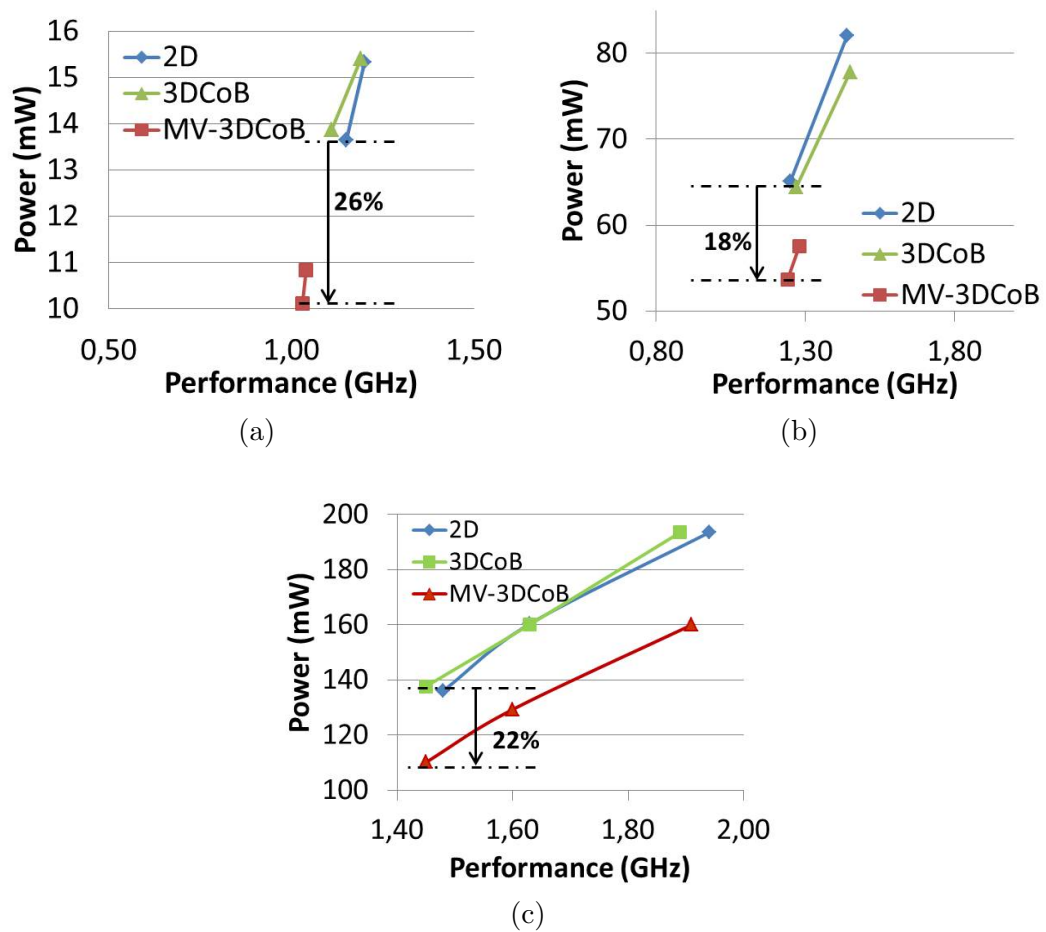 16
15
14
13
12
11
10
Power (mW)
2D
3DCoB
MV-3DCoB
26%
0,50
1,00
1,50
Performance (GHz)
(a)
80
70
60
50
Power (mW)
18%
2D
3DCoB
MV-3DCoB
0,80
1,30
1,80
Performance (GHz)
(b)
200
180
160
140
120
100
Power (mW)
2D
3DCoB
MV-3DCoB
22%
1,40
1,60
1,80
2,00
Performance (GHz)
(c)